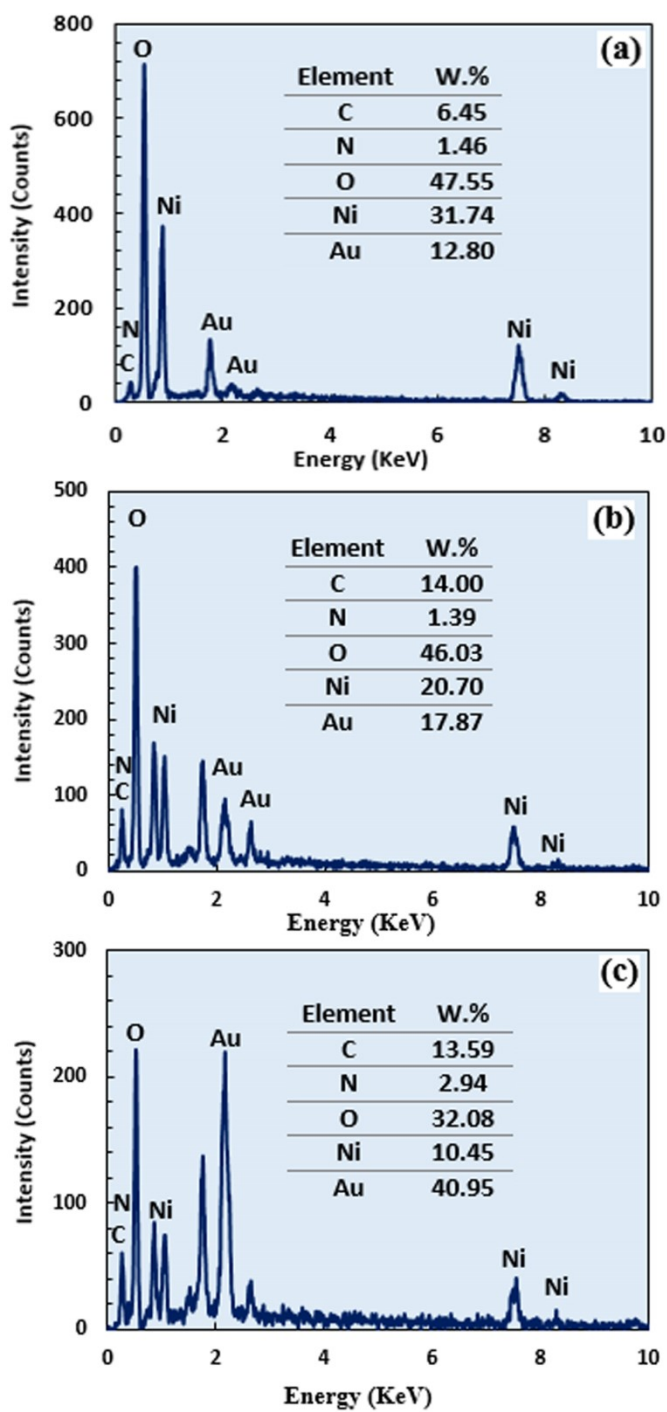 800
(a)
O
Element W.%
C 6.45
600
N 1.46
O 47.55
Intensity (Counts)
400
Ni
Ni 31.74
Au 12.80
200
N
Au
Ni
C
Au
Ni
0
0 2 4 6 8 10
Energy (KeV)
500
(b)
O
Element W.%
400
C 14.00
N 1.39
Intensity (Counts)
300
O 46.03
Ni 20.70
200
Ni
Au 17.87
N
Au
100
C
Au
Ni
Ni
0
0 2 4 6 8 10
Energy (KeV)
300
(c)
Element W.%
O
Au
C 13.59
N 2.94
200
O 32.08
Intensity (Counts)
Ni 10.45
Au 40.95
100
N
Ni
C
Ni
Ni
0
0 2 4 6 8 10
Energy (KeV)